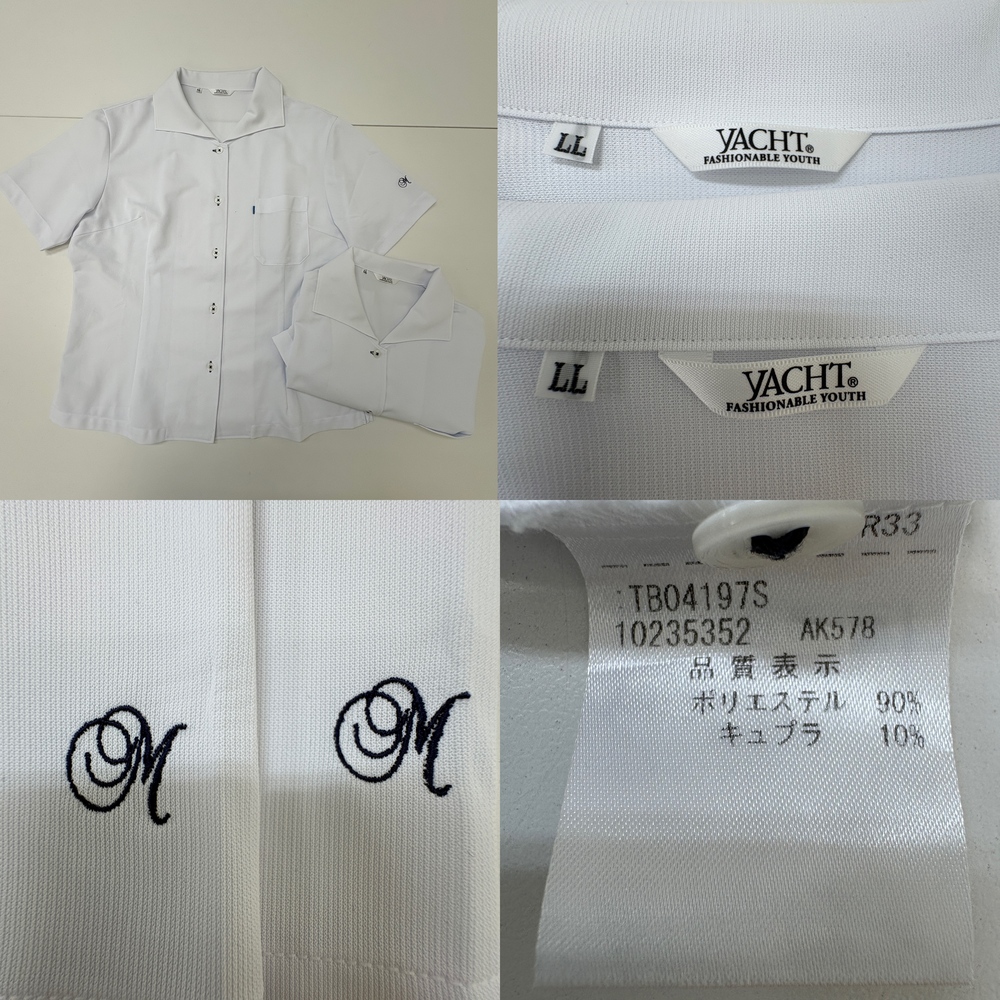 LL
YACHT®
FASHIONABLE YOUTH
LL
YACHT®
FASHIONABLE YOUTH
M
M
R33
:TB04197S
10235352 AK578
品質表示
ポリエステル 90%
キュプラ 10%